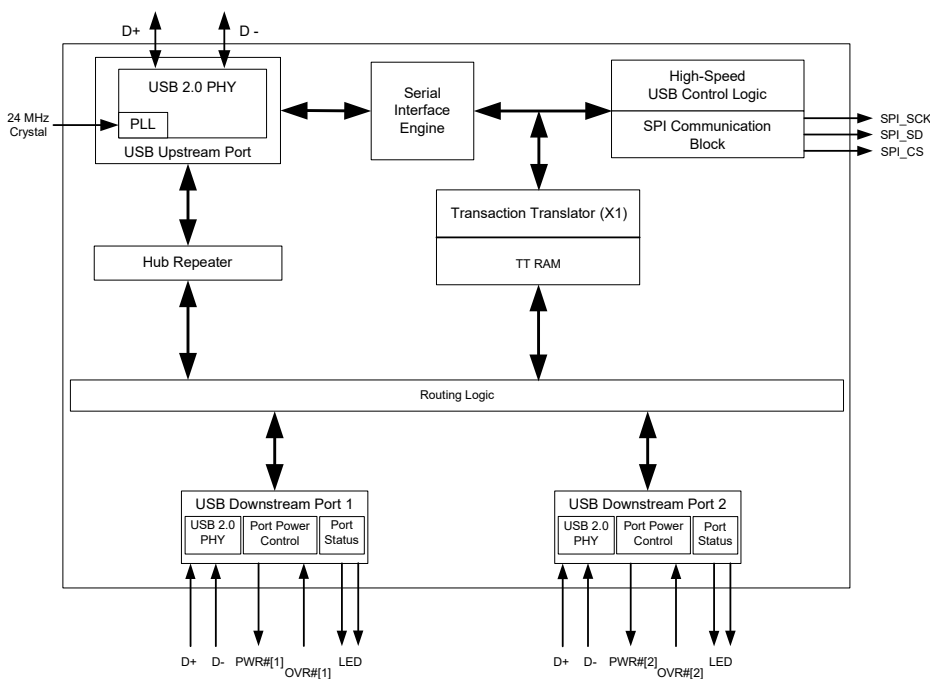 D+
D -
USB 2.0 PHY
PLL
USB Upstream Port
24 MHz
Crystal
Serial
Interface
Engine
High-Speed
USB Control Logic
SPI Communication
Block
SPI_SCK
SPI_SD
SPI_CS
Transaction Translator (X1)
TT RAM
Hub Repeater
Routing Logic
USB Downstream Port 1
USB 2.0
PHY
Port Power
Control
Port
Status
USB Downstream Port 2
USB 2.0
PHY
Port Power
Control
Port
Status
D+
D-
PWR#[1]
OVR#[1]
LED
D+
D-
PWR#[2]
OVR#[2]
LED